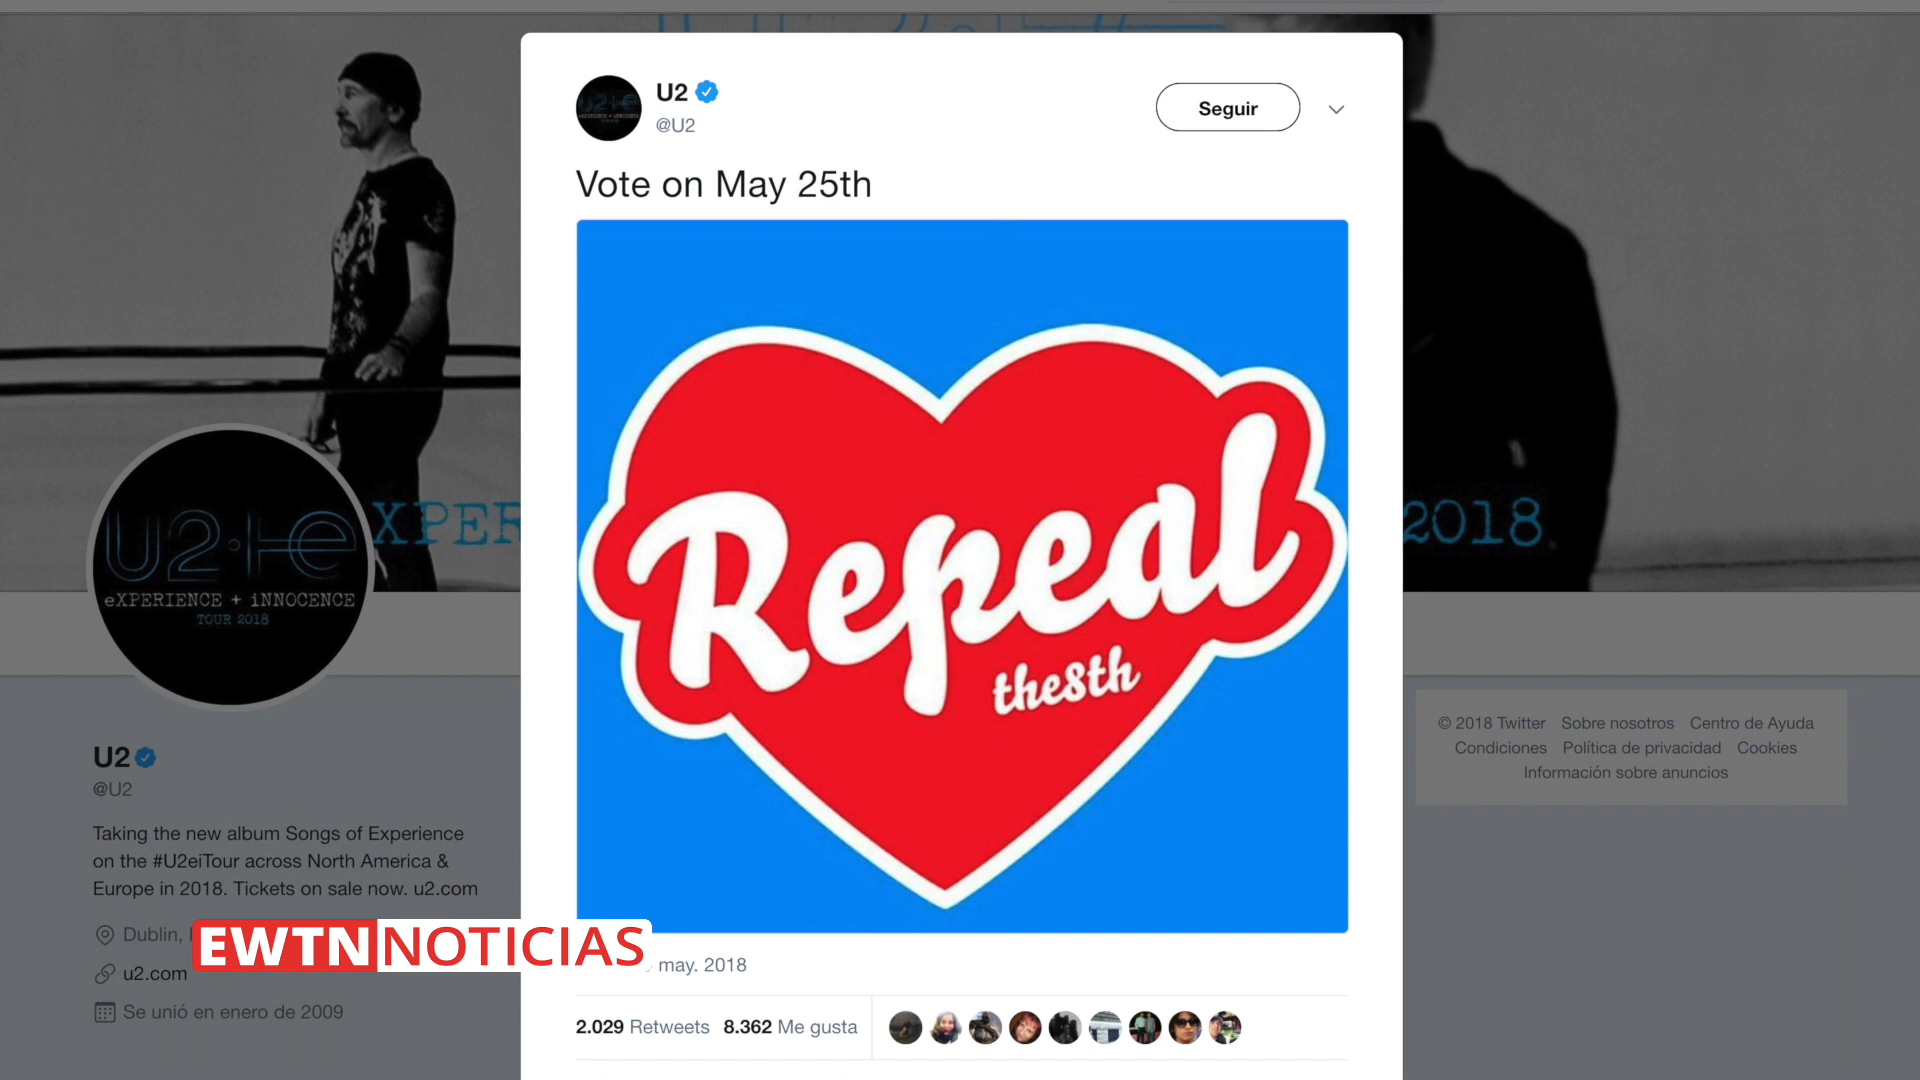 U2
@U2
Seguir
Vote on May 25th
Repeal
the8th
may. 2018
2.029 Retweets 8.362 Me gusta
XPER
2018
U2
eXPERIENCE + iNNOCENCE
TOUR 2018
U2
@U2
Taking the new album Songs of Experience
on the #U2eiTour across North America &
Europe in 2018. Tickets on sale now. u2.com
Dublin,
u2.com
Se unió en enero de 2009
EWTN NOTICIAS
© 2018 Twitter Sobre nosotros Centro de Ayuda
Condiciones Política de privacidad Cookies
Información sobre anuncios